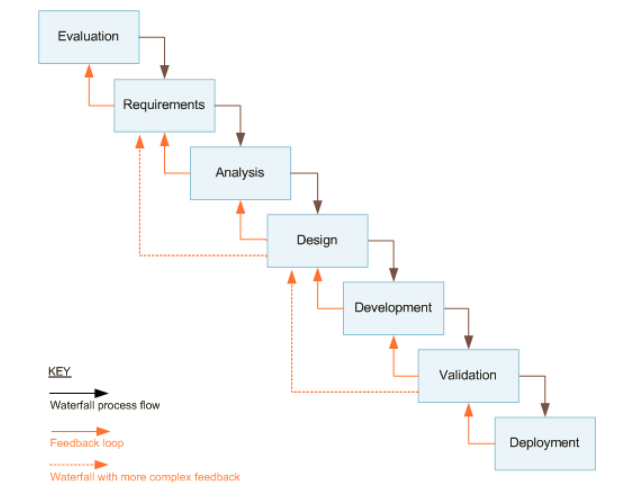 Evaluation
Requirements
Analysis
Design
Development
Validation
Deployment
KEY
Waterfall process flow
Feedback loop
Waterfall with more complex feedback